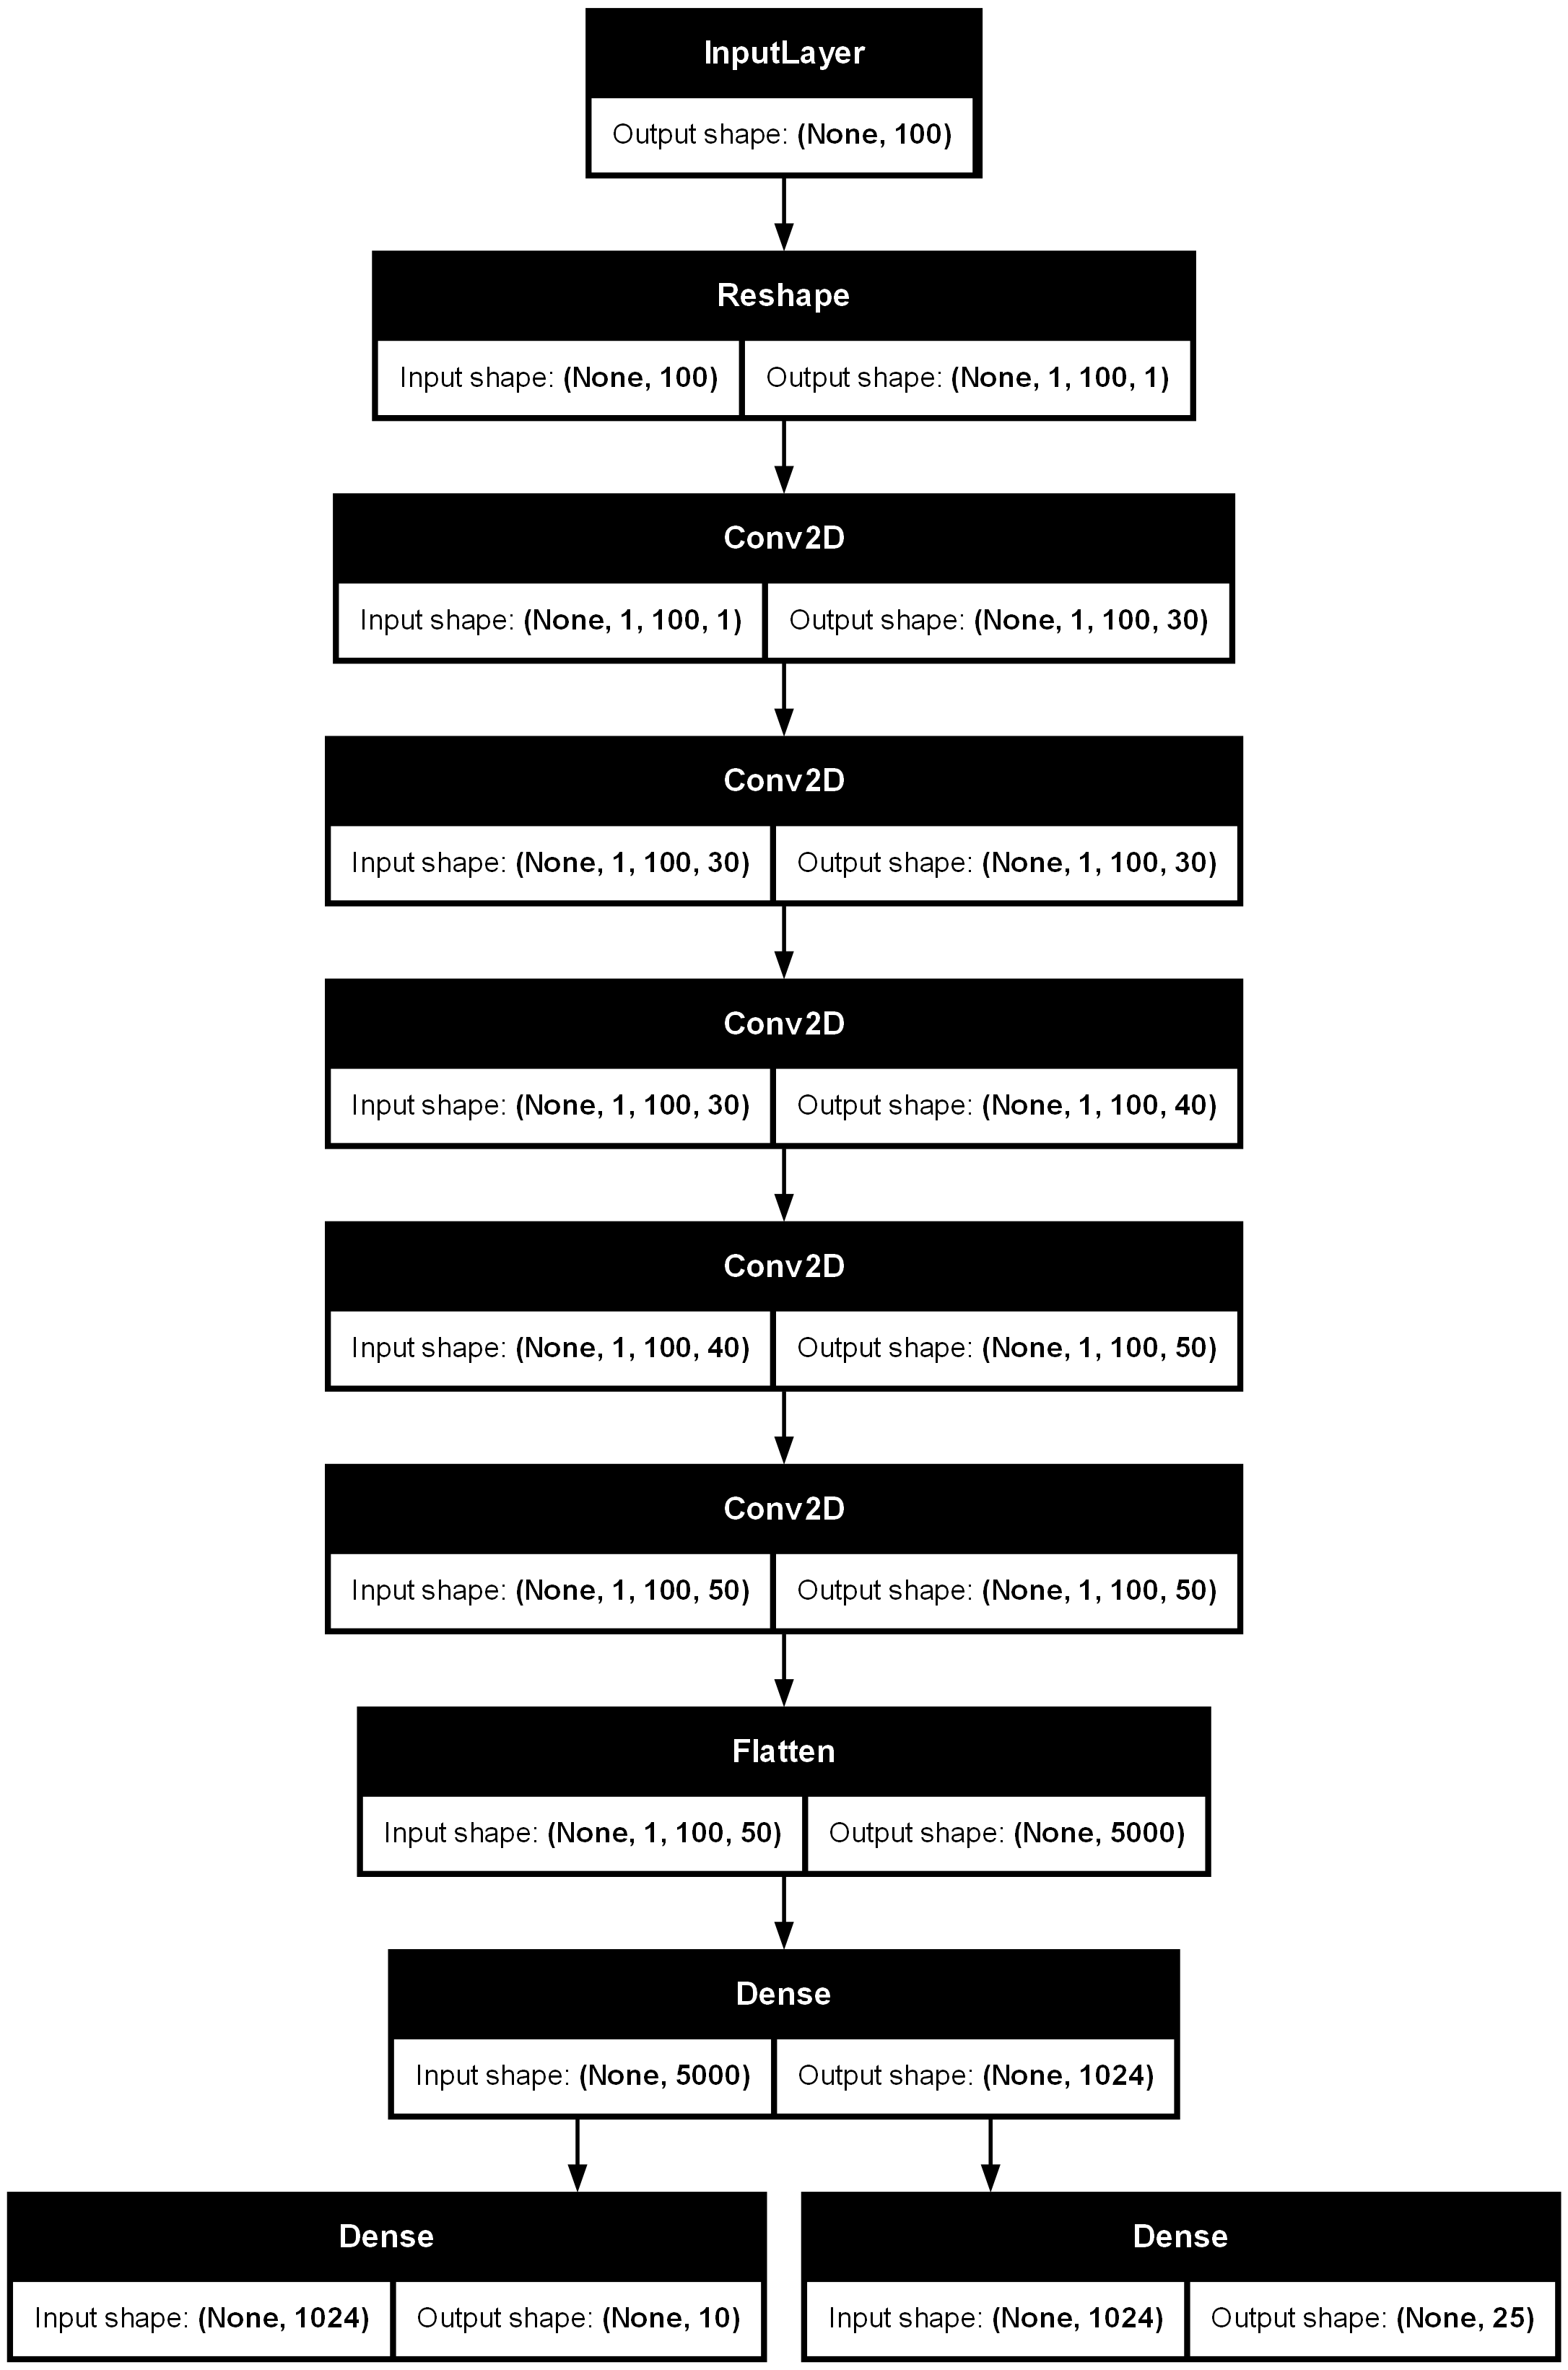 InputLayer
Output shape: (None, 100)
Reshape
Input shape: (None, 100) Output shape: (None, 1, 100, 1)
Conv2D
Input shape: (None, 1, 100, 1) Output shape: (None, 1, 100, 30)
Conv2D
Input shape: (None, 1, 100, 30) Output shape: (None, 1, 100, 30)
Conv2D
Input shape: (None, 1, 100, 30) Output shape: (None, 1, 100, 40)
Conv2D
Input shape: (None, 1, 100, 40) Output shape: (None, 1, 100, 50)
Conv2D
Input shape: (None, 1, 100, 50) Output shape: (None, 1, 100, 50)
Flatten
Input shape: (None, 1, 100, 50) Output shape: (None, 5000)
Dense
Input shape: (None, 5000) Output shape: (None, 1024)
Dense
Input shape: (None, 1024) Output shape: (None, 10)
Dense
Input shape: (None, 1024) Output shape: (None, 25)